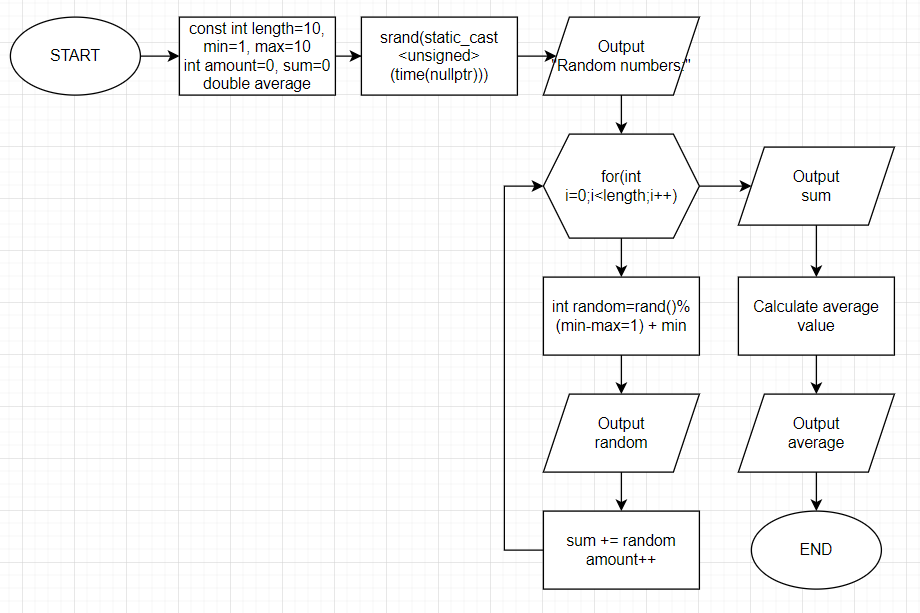 START
const int length=10,
min=1, max=10
int amount=0, sum=0
double average
srand(static_cast
<unsigned>
(time(nullptr)))
Output
"Random numbers:"
for(int
i=0;i<length;i++)
Output
sum
int random=rand()%
(min-max=1) + min
Calculate average
value
Output
random
Output
average
sum += random
amount++
END